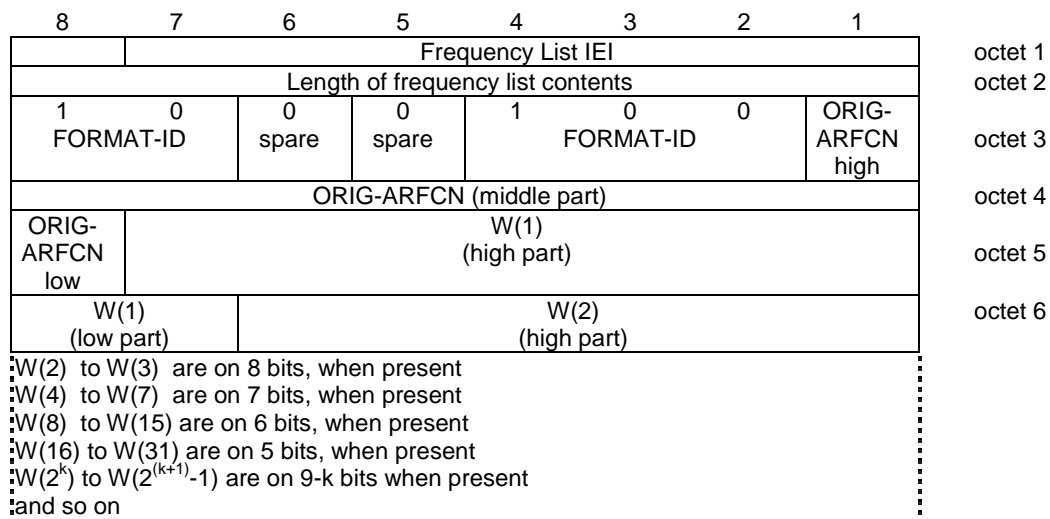 8 7 6 5 4 3 2 1
Frequency List IEI octet 1
Length of frequency list contents octet 2
1 0 0 0 1 0 0 ORIG-
FORMAT-ID spare spare FORMAT-ID ARFCN octet 3
high
ORIG-ARFCN (middle part) octet 4
ORIG- W(1)
ARFCN (high part) octet 5
low
W(1) W(2) octet 6
(low part) (high part)
W(2) to W(3) are on 8 bits, when present
W(4) to W(7) are on 7 bits, when present
W(8) to W(15) are on 6 bits, when present
W(16) to W(31) are on 5 bits, when present
W(2^k) to W(2^(k+1)-1) are on 9-k bits when present
and so on